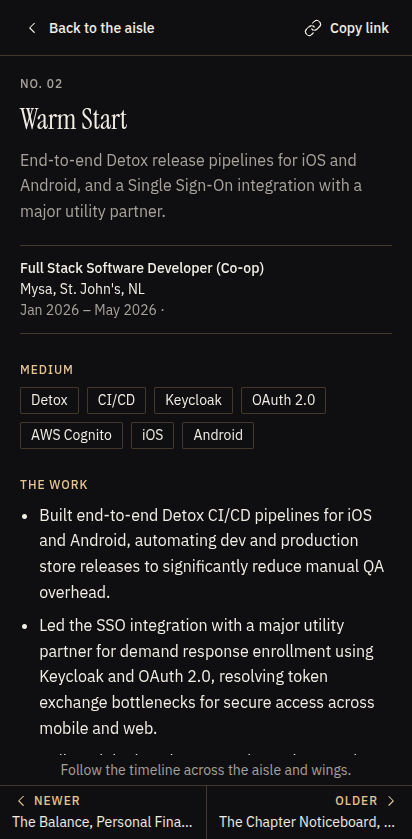 Back to the aisle
Copy link
NO. 02
Warm Start
End-to-end Detox release pipelines for iOS and
Android, and a Single Sign-On integration with a
major utility partner.
Full Stack Software Developer (Co-op)
Mysa, St. John's, NL
Jan 2026 – May 2026 ·
MEDIUM
Detox CI/CD Keycloak OAuth 2.0
AWS Cognito iOS Android
THE WORK
• Built end-to-end Detox CI/CD pipelines for iOS
and Android, automating dev and production
store releases to significantly reduce manual QA
overhead.
• Led the SSO integration with a major utility
partner for demand response enrollment using
Keycloak and OAuth 2.0, resolving token
exchange bottlenecks for secure access across
mobile and web.
Follow the timeline across the aisle and wings.
NEWER
The Balance, Personal Fina...
OLDER
The Chapter Noticeboard, ...